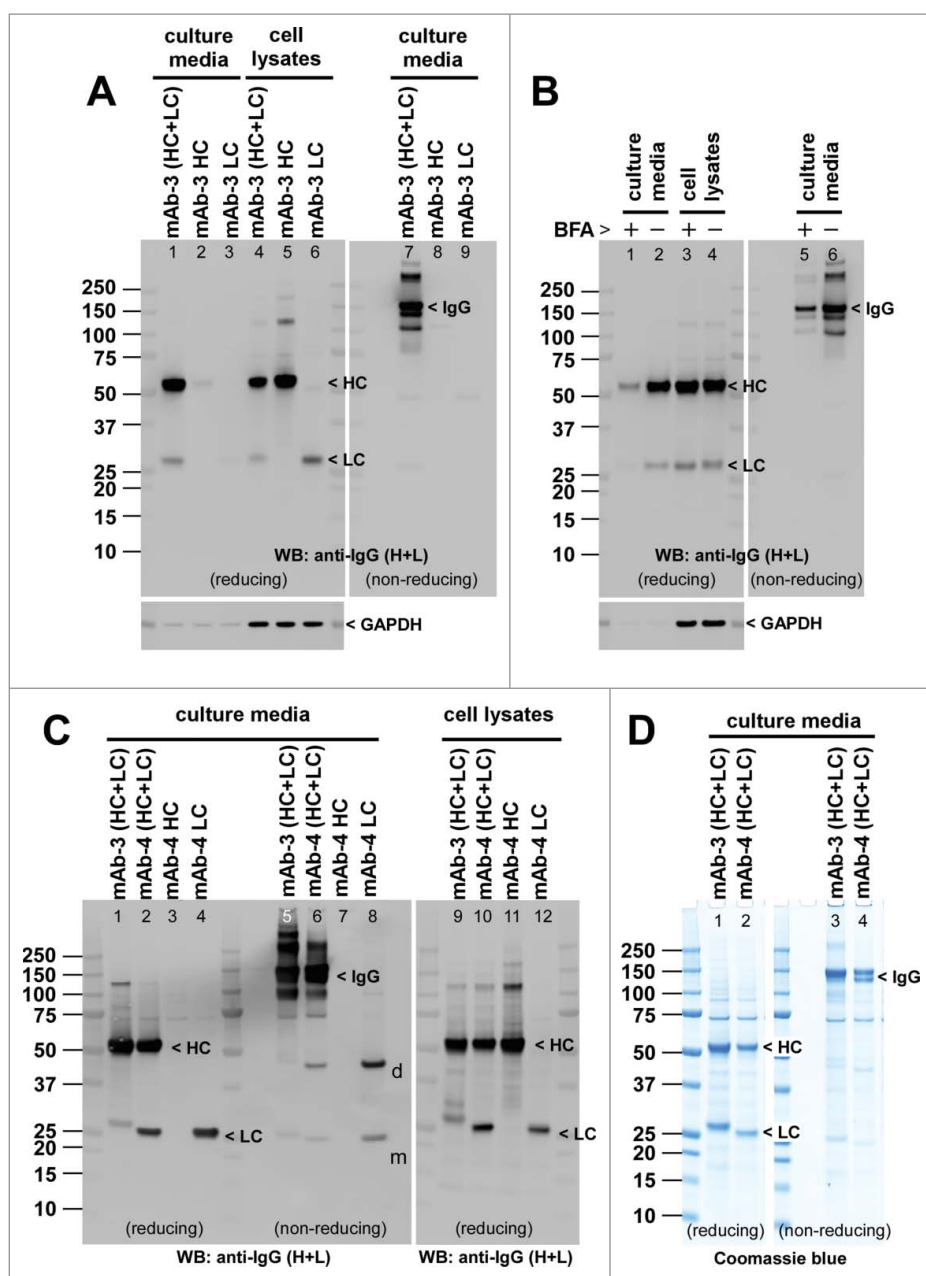 A
culture media
cell lysates
culture media
mAb-3 (HC+LC)
mAb-3 HC
mAb-3 LC
mAb-3 (HC+LC)
mAb-3 HC
mAb-3 LC
mAb-3 (HC+LC)
mAb-3 HC
mAb-3 LC
1 2 3 4 5 6 7 8 9
250
150
100
75
50
37
25
20
15
10
< IgG
< HC
< LC
WB: anti-IgG (H+L)
(reducing) (non-reducing)
< GAPDH
B
culture media
cell lysates
culture media
BFA > + − + − + −
1 2 3 4 5 6
250
150
100
75
50
37
25
20
15
10
< IgG
< HC
< LC
WB: anti-IgG (H+L)
(reducing) (non-reducing)
< GAPDH
C
culture media
cell lysates
mAb-3 (HC+LC)
mAb-4 (HC+LC)
mAb-4 HC
mAb-4 LC
mAb-3 (HC+LC)
mAb-4 (HC+LC)
mAb-4 HC
mAb-4 LC
mAb-3 (HC+LC)
mAb-4 (HC+LC)
mAb-4 HC
mAb-4 LC
1 2 3 4 5 6 7 8 9 10 11 12
250
150
100
75
50
37
25
20
15
10
< IgG
< HC
d
< HC
< LC
m
< LC
(reducing) (non-reducing) (reducing)
WB: anti-IgG (H+L) WB: anti-IgG (H+L)
D
culture media
mAb-3 (HC+LC)
mAb-4 (HC+LC)
mAb-3 (HC+LC)
mAb-4 (HC+LC)
1 2 3 4
250
150
100
75
50
37
25
20
15
10
< IgG
< HC
< LC
(reducing) (non-reducing)
Coomassie blue